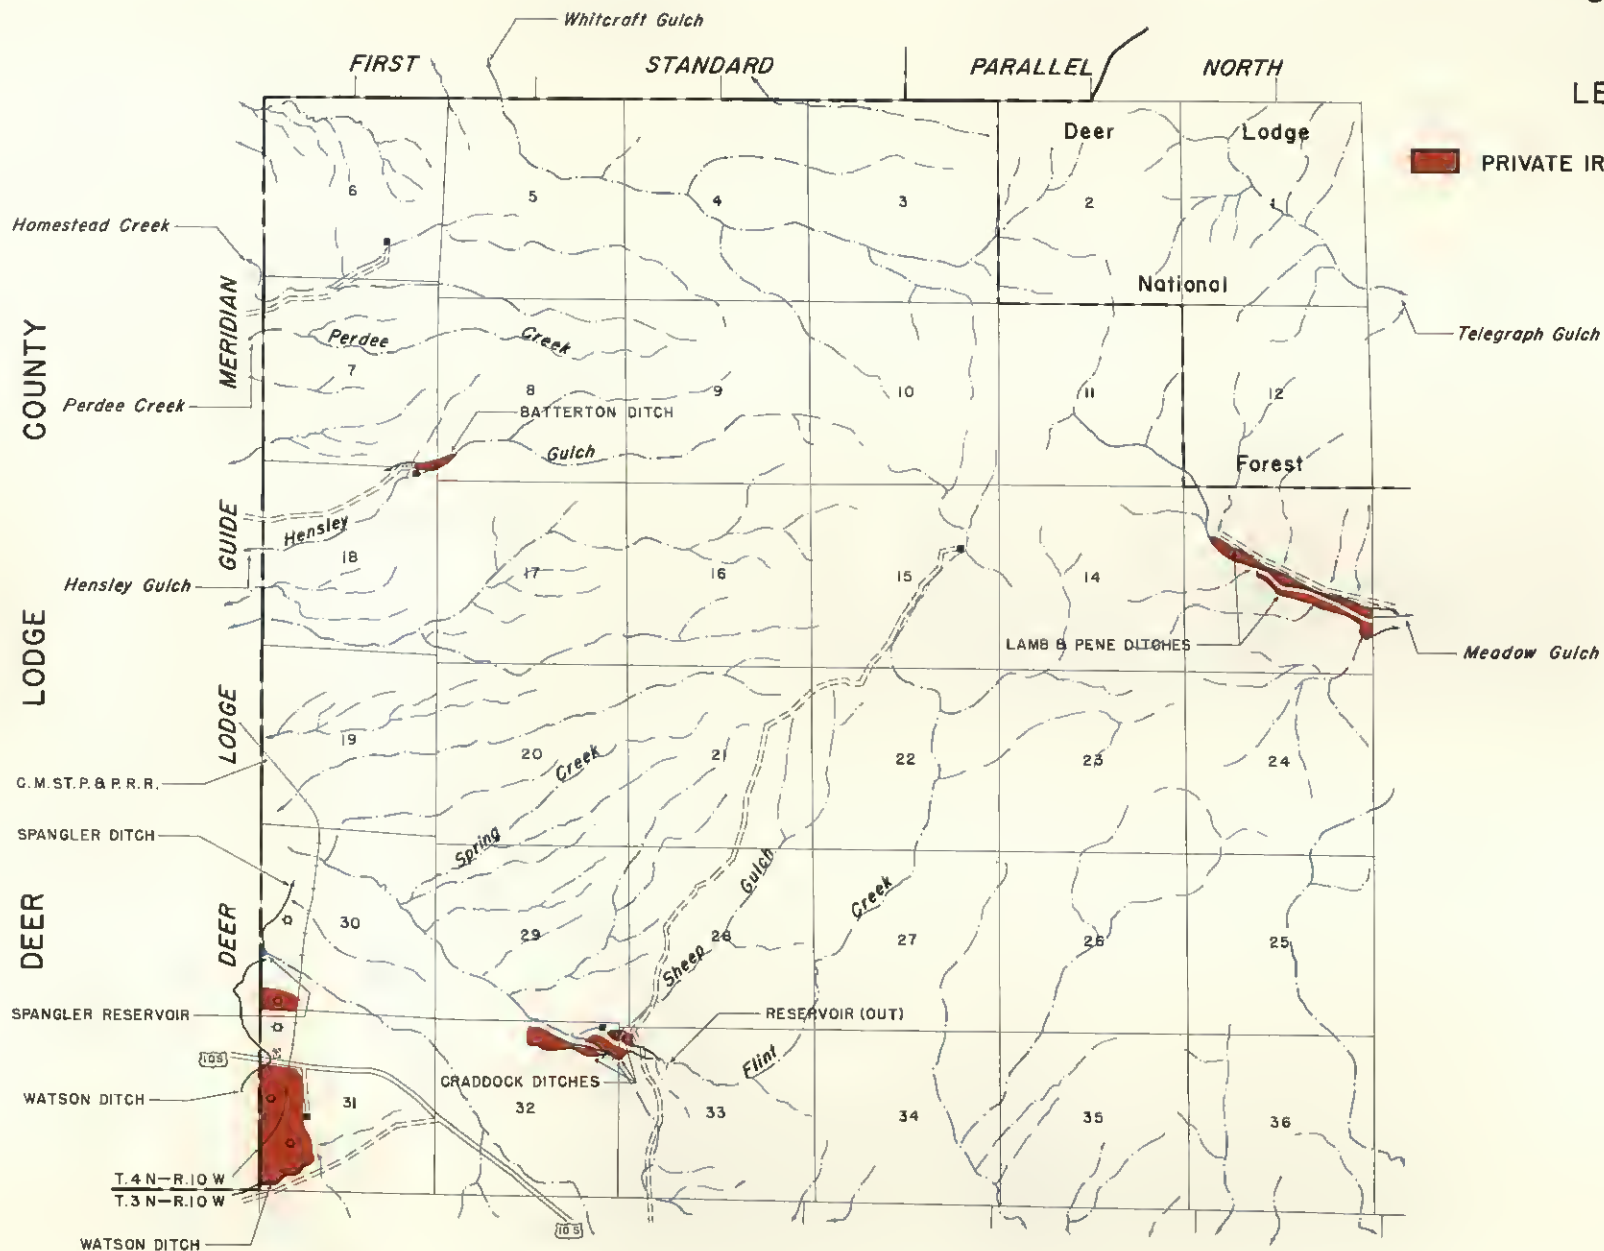 Whitcraft Gulch
FIRST STANDARD PARALLEL NORTH
LE
PRIVATE IR
Deer Lodge
6 5 4 3 2 1
Homestead Creek
National
MERIDIAN
COUNTY
Telegraph Gulch
Perdee Creek
7 8 9 10 11 12
Perdee Creek
BATTERTON DITCH
Gulch
Forest
GUIDE
Hensley
18 17 16 15 14
Hensley Gulch
LODGE
LAMB & PENE DITCHES
Meadow Gulch
LODGE
19 20 21 22 23 24
Creek
C.M.ST.P.& P.R.R.
SPANGLER DITCH
Spring
Gulch
Creek
DEER
DEER
30 29 28 27 26 25
Sheep
SPANGLER RESERVOIR
RESERVOIR (OUT)
10S
Flint
CRADDOCK DITCHES
WATSON DITCH
31 32 33 34 35 36
T.4 N–R.10 W
T.3 N–R.10 W
10S
WATSON DITCH